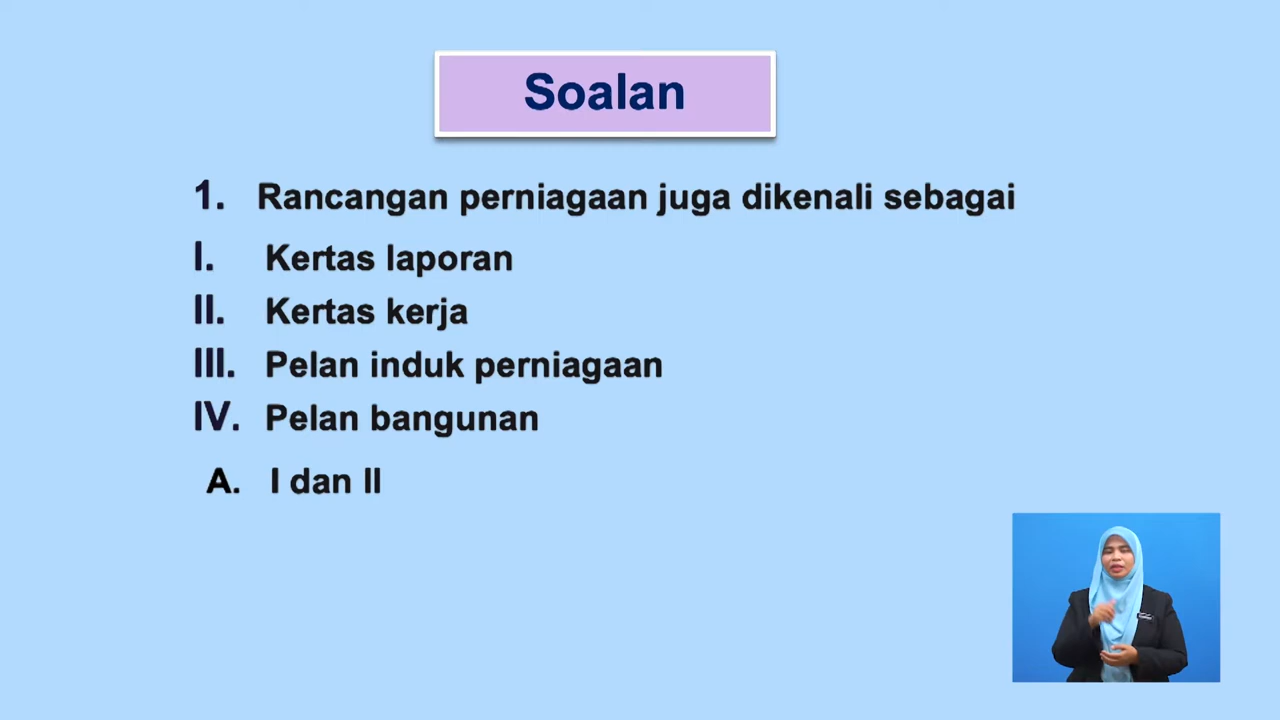 Soalan
1. Rancangan perniagaan juga dikenali sebagai
I. Kertas laporan
II. Kertas kerja
III. Pelan induk perniagaan
IV. Pelan bangunan
A. I dan II